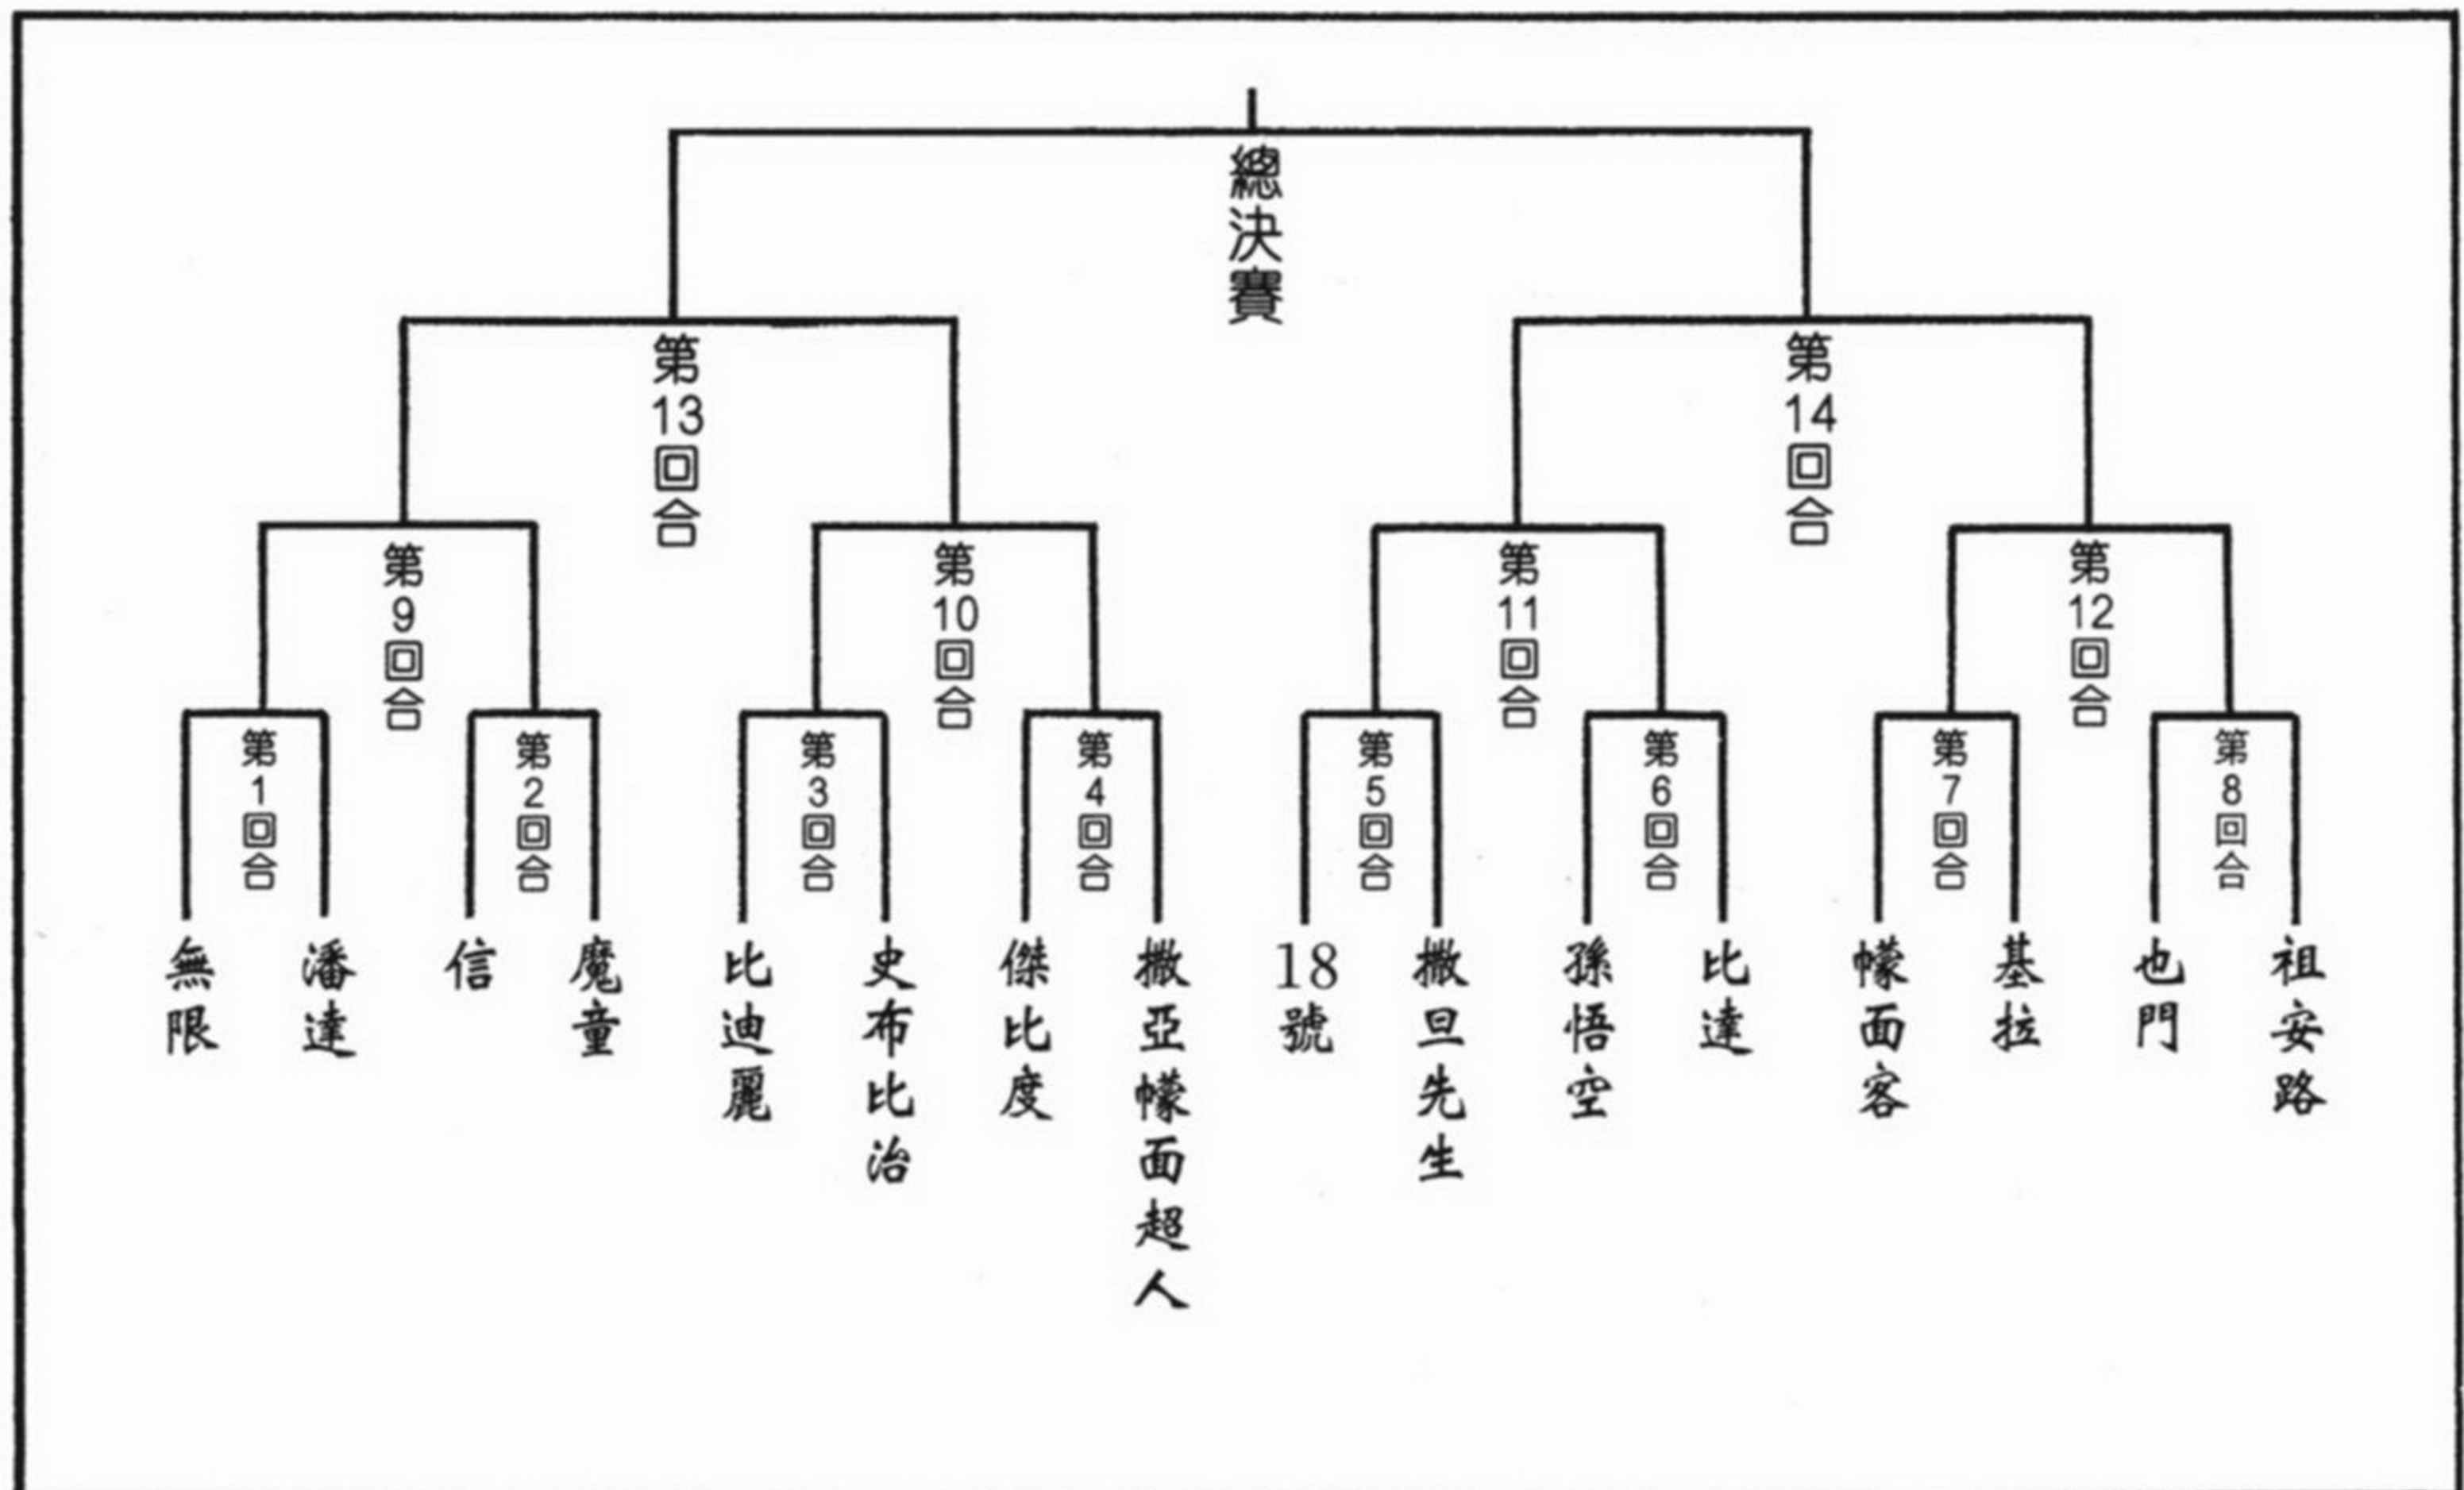 總決賽
第13回合
第14回合
第9回合
第10回合
第11回合
第12回合
第1回合
第2回合
第3回合
第4回合
第5回合
第6回合
第7回合
第8回合
無限
潘達
信
魔童
比迪麗
史布比治
傑比度
撒亞幪面超人
18號
撒旦先生
孫悟空
比達
幪面客
基拉
也門
祖安路